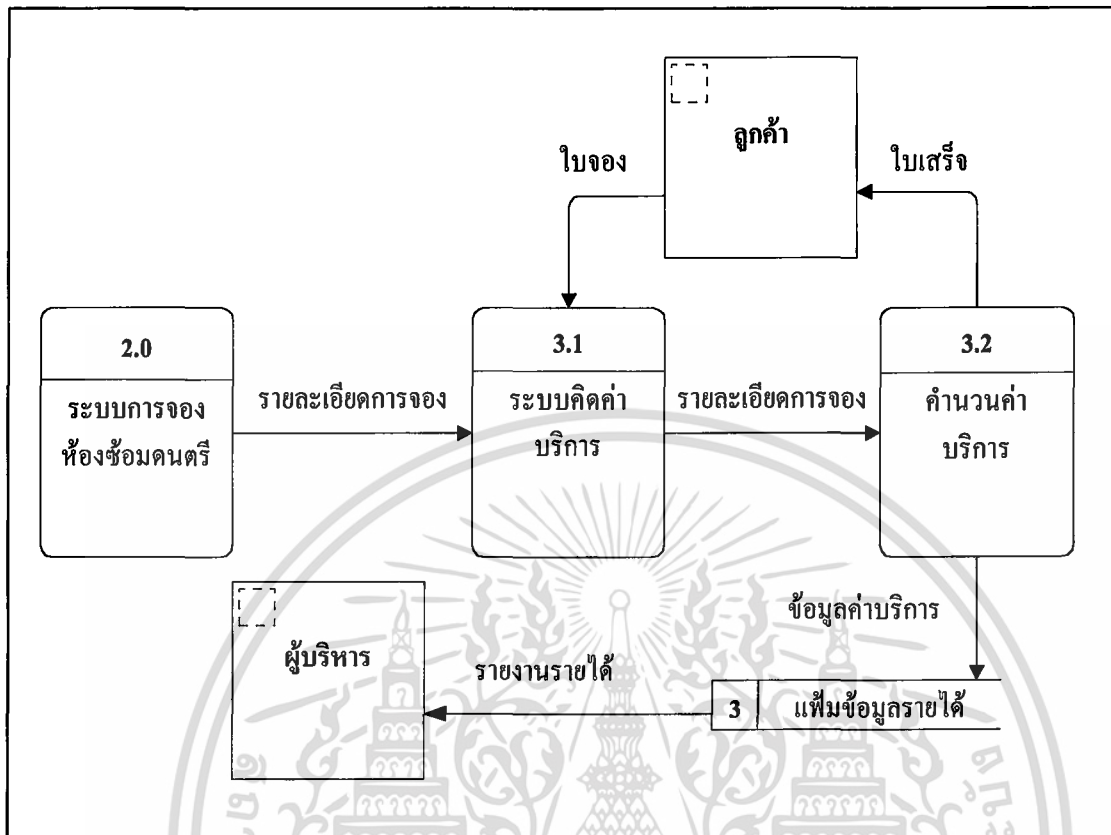 ลูกค้า
ใบจอง
ใบเสร็จ
2.0
ระบบการจอง
ห้องซ้อมดนตรี
รายละเอียดการจอง
3.1
ระบบคิดค่า
บริการ
รายละเอียดการจอง
3.2
คำนวนค่า
บริการ
ข้อมูลค่าบริการ
ผู้บริหาร
รายงานรายได้
3
แฟ้มข้อมูลรายได้